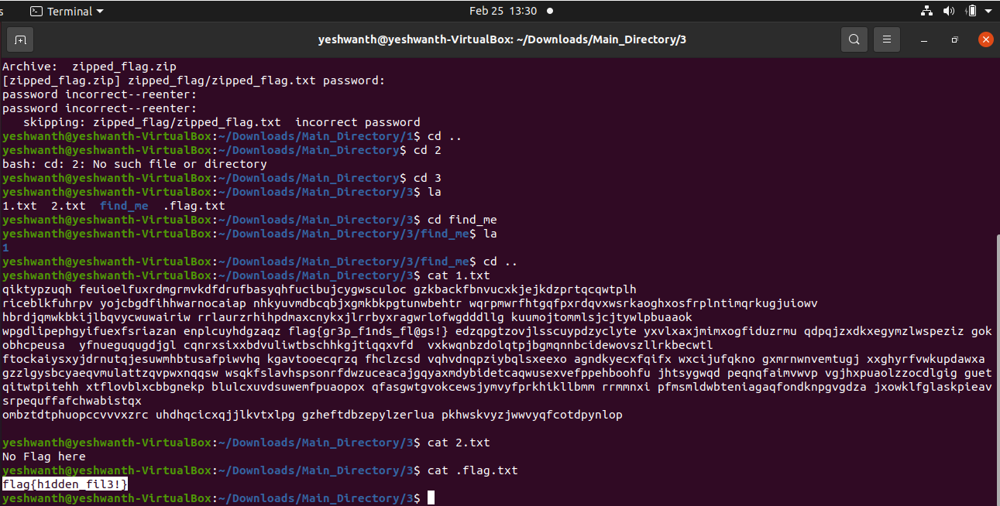 s Terminal Feb 25 13:30
yeshwanth@yeshwanth-VirtualBox: ~/Downloads/Main_Directory/3
Archive:  zipped_flag.zip
[zipped_flag.zip] zipped_flag/zipped_flag.txt password:
password incorrect--reenter:
password incorrect--reenter:
   skipping: zipped_flag/zipped_flag.txt  incorrect password
yeshwanth@yeshwanth-VirtualBox:~/Downloads/Main_Directory/1$ cd ..
yeshwanth@yeshwanth-VirtualBox:~/Downloads/Main_Directory$ cd 2
bash: cd: 2: No such file or directory
yeshwanth@yeshwanth-VirtualBox:~/Downloads/Main_Directory$ cd 3
yeshwanth@yeshwanth-VirtualBox:~/Downloads/Main_Directory/3$ la
1.txt  2.txt  find_me  .flag.txt
yeshwanth@yeshwanth-VirtualBox:~/Downloads/Main_Directory/3$ cd find_me
yeshwanth@yeshwanth-VirtualBox:~/Downloads/Main_Directory/3/find_me$ la
1
yeshwanth@yeshwanth-VirtualBox:~/Downloads/Main_Directory/3/find_me$ cd ..
yeshwanth@yeshwanth-VirtualBox:~/Downloads/Main_Directory/3$ cat 1.txt
qiktypzuqh feuioelfuxrdmgrmvkdfdrufbasyqhfucibujcygwsculoc gzkbackfbnvucxkjejkdzprtqcqwtplh
riceblkfuhrpv yojcbgdfihhwarnocaiap nhkyuvmdbcqbjxgmkbkpgtunwbehtr wqrpmwrfhtgqfpxrdqvxwsrkaoghxosfrplntimqrkugjuiowv
hbrdjqmwkbkijlbqvycwuwairiw rrlaurzrhihpdmaxcnykxjlrrbyxragwrlofwgdddllg kuumojtommlsjcjtywlpbuaaok
wpgdlipephgyifuexfsriazan enplcuyhdgzaqz flag{gr3p_f1nds_fl@gs!} edzqpgtzovjlsscuypdzyclyte yxvlxaxjmimxogfiduzrmu qdpqjzxdkxegymzlwspeziz gok
obhcpeusa  yfnueguqugdjgl cqnrxsixxbdvuliwtbschhkgjtiqqxvfd  vxkwqnbzdolqtpjbgmqnnbcidewovszllrkbecwtl
ftockaiysxyjdrnutqjesuwmhbtusafpiwvhq kgavtooecqrzq fhclzcsd vqhvdnqpziybqlsxeexo agndkyecxfqifx wxcijufqkno gxmrnwnvemtugj xxghyrfvwkupdawxa
gzzlgysbcyaeqvmulattzqvpwxnqqsw wsqkfslavhspsonrfdwzuceacajgqyaxmdybidetcaqwusexvefppehboohfu jhtsygwqd peqnqfaimvwvp vgjhxpuaolzzocdlgig guet
qitwtpitehh xtflovblxcbbgnekp blulcxuvdsuwemfpuaopox qfasgwtgvokcewsjymvyfprkhikllbmm rrmmnxi pfmsmldwbteniagaqfondknpgvgdza jxowklfglaskpieav
srpequffafchwabistqx
ombztdtphuopccvvvxzrc uhdhqcicxqjjlkvtxlpg gzheftdbzepylzerlua pkhwskvyzjwwvyqfcotdpynlop
yeshwanth@yeshwanth-VirtualBox:~/Downloads/Main_Directory/3$ cat 2.txt
No Flag here
yeshwanth@yeshwanth-VirtualBox:~/Downloads/Main_Directory/3$ cat .flag.txt
flag{h1dden_fil3!}
yeshwanth@yeshwanth-VirtualBox:~/Downloads/Main_Directory/3$